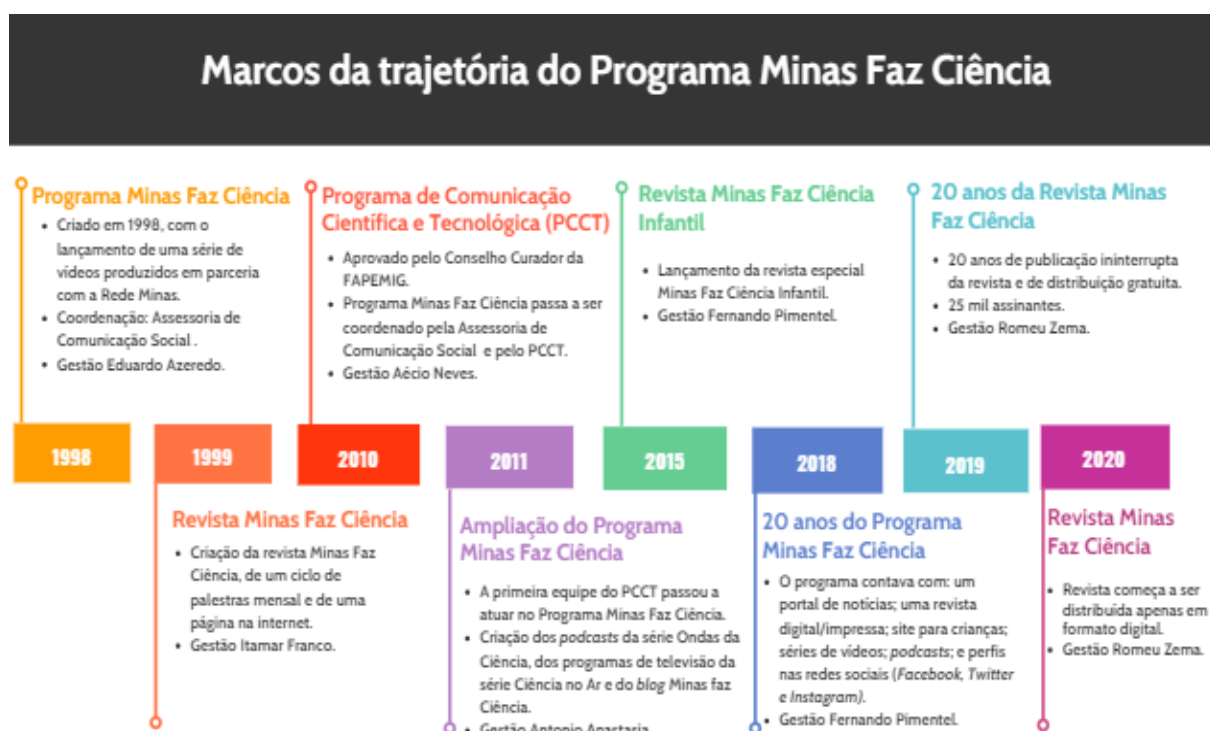 Marcos da trajetória do Programa Minas Faz Ciência
Programa Minas Faz Ciência
• Criado em 1998, com o
lançamento de uma série de
vídeos produzidos em parceria
com a Rede Minas.
• Coordenação: Assessoria de
Comunicação Social .
• Gestão Eduardo Azeredo.
Programa de Comunicação
Científica e Tecnológica (PCCT)
• Aprovado pelo Conselho Curador da
FAPEMIG.
• Programa Minas Faz Ciência passa a ser
coordenado pela Assessoria de
Comunicação Social e pelo PCCT.
• Gestão Aécio Neves.
Revista Minas Faz Ciência
Infantil
• Lançamento da revista especial
Minas Faz Ciência Infantil.
• Gestão Fernando Pimentel.
20 anos da Revista Minas
Faz Ciência
• 20 anos de publicação ininterrupta
da revista e de distribuição gratuita.
• 25 mil assinantes.
• Gestão Romeu Zema.
1998
1999
2010
2011
2015
2018
2019
2020
Revista Minas Faz Ciência
• Criação da revista Minas Faz
Ciência, de um ciclo de
palestras mensal e de uma
página na internet.
• Gestão Itamar Franco.
Ampliação do Programa
Minas Faz Ciência
• A primeira equipe do PCCT passou a
atuar no Programa Minas Faz Ciência.
• Criação dos podcasts da série Ondas da
Ciência, dos programas de televisão da
série Ciência no Ar e do blog Minas faz
Ciência.
• Gestão Antonio Anastasia
20 anos do Programa
Minas Faz Ciência
• O programa contava com: um
portal de notícias; uma revista
digital/impressa; site para crianças;
séries de vídeos; podcasts; e perfis
nas redes sociais (Facebook, Twitter
e Instagram).
• Gestão Fernando Pimentel.
Revista Minas
Faz Ciência
• Revista começa a ser
distribuída apenas em
formato digital.
• Gestão Romeu Zema.